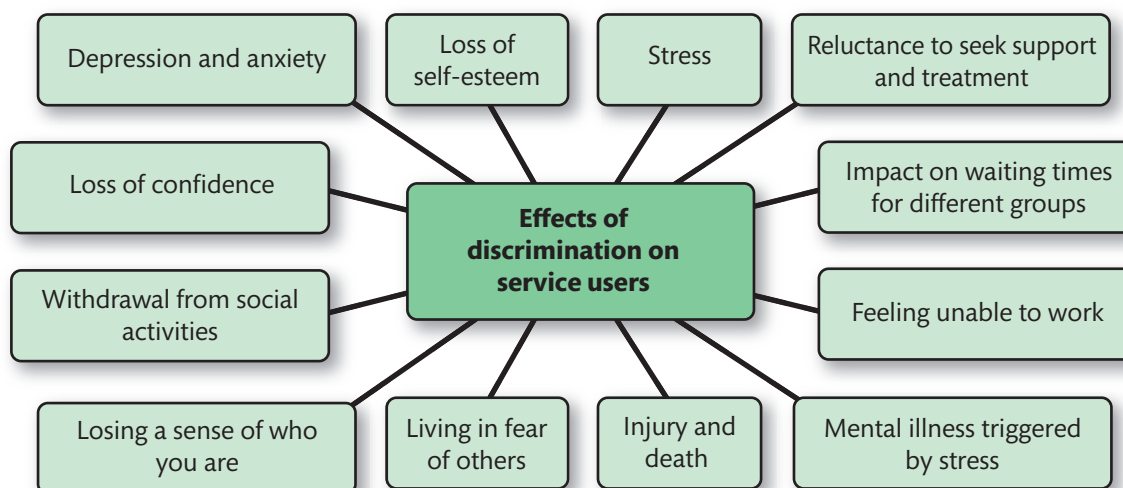 Depression and anxiety
Loss of
self-esteem
Stress
Reluctance to seek support
and treatment
Loss of confidence
Effects of
discrimination on
service users
Impact on waiting times
for different groups
Withdrawal from social
activities
Feeling unable to work
Losing a sense of who
you are
Living in fear
of others
Injury and
death
Mental illness triggered
by stress